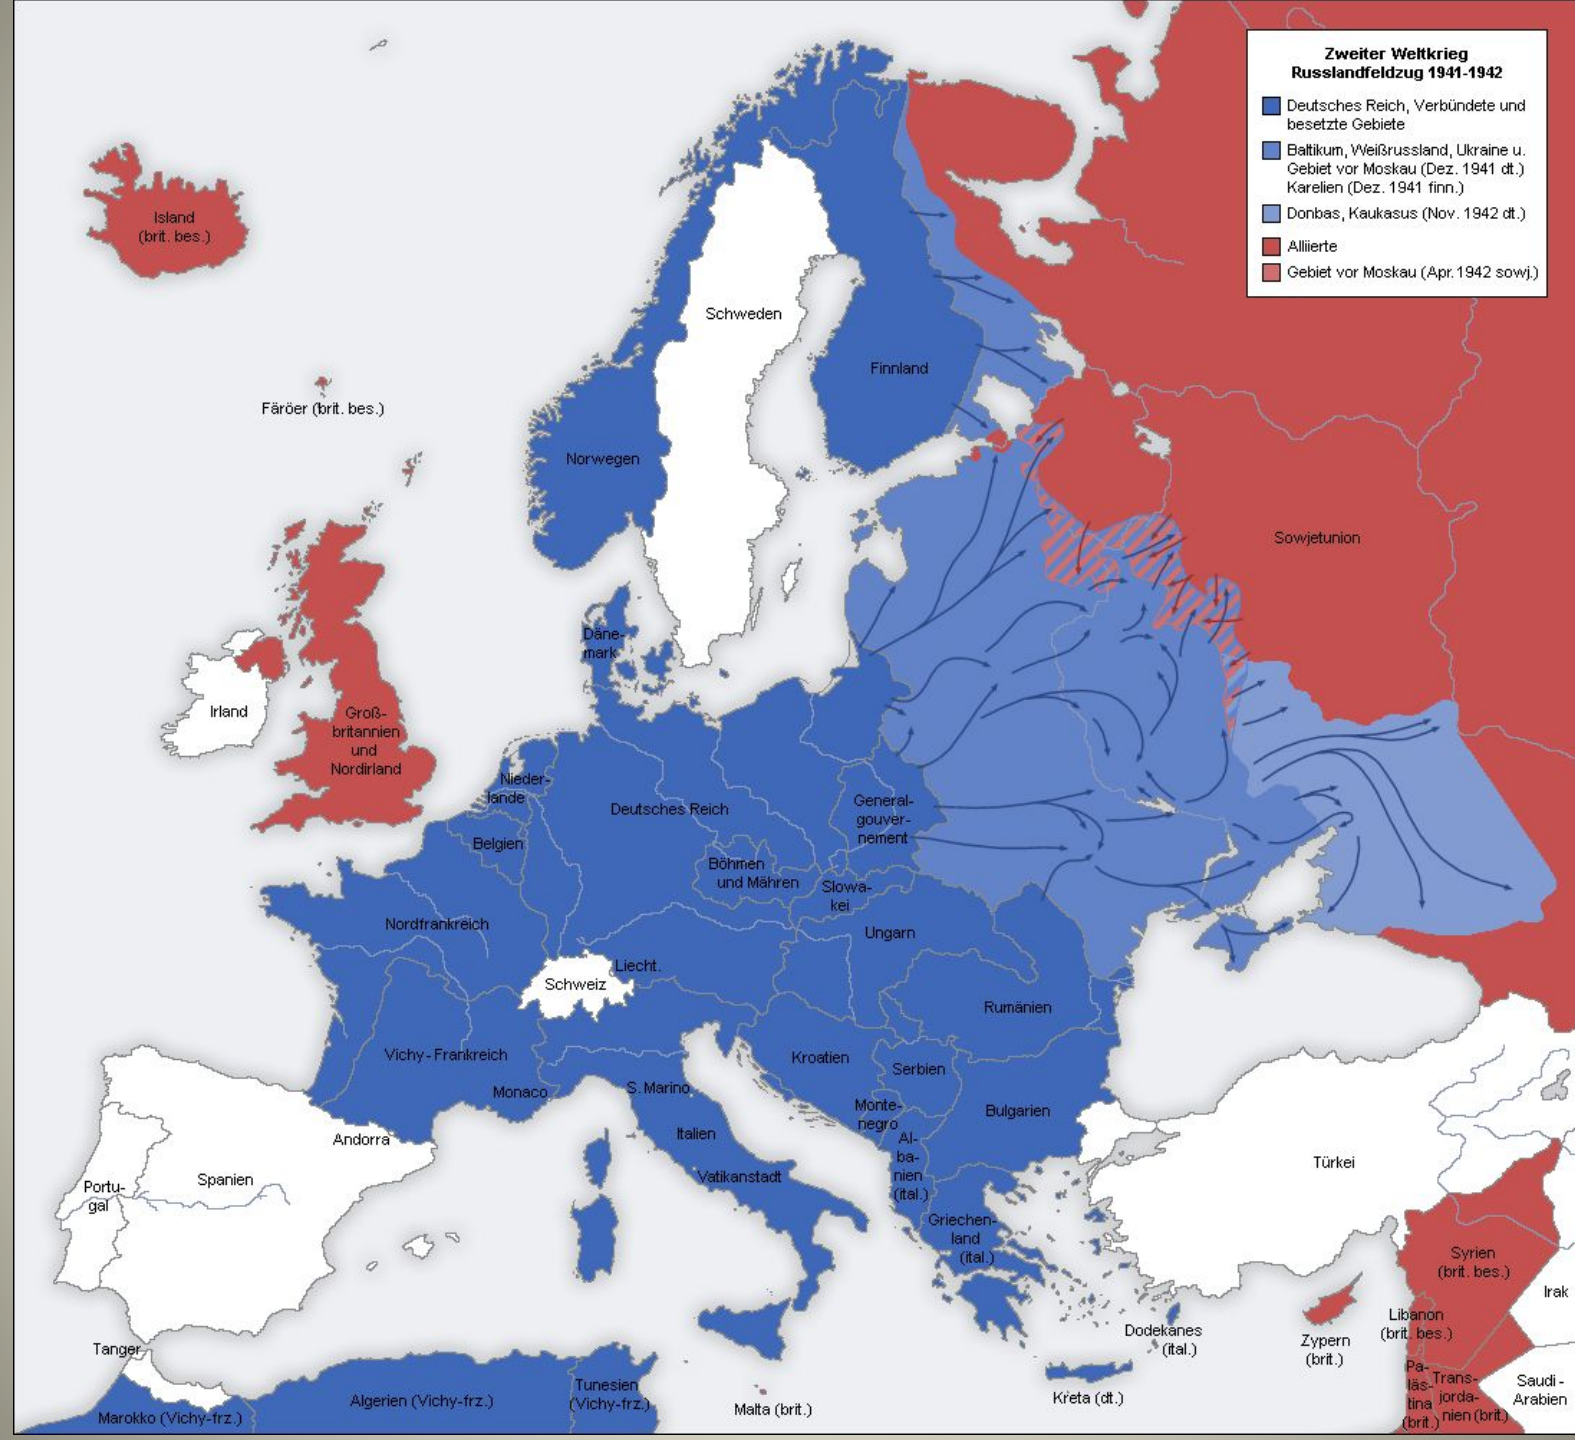 Zweiter Weltkrieg
Russlandfeldzug 1941-1942
Deutsches Reich, Verbündete und
besetzte Gebiete
Baltikum, Weißrussland, Ukraine u.
Gebiet vor Moskau (Dez. 1941 dt.)
Karelien (Dez. 1941 finn.)
Donbas, Kaukasus (Nov. 1942 dt.)
Alliierte
Gebiet vor Moskau (Apr. 1942 sowj.)
Island
(brit. bes.)
Schweden
Finnland
Färöer (brit. bes.)
Norwegen
Sowjetunion
Däne-
mark
Irland
Groß-
britannien
und
Nordirland
Nieder-
lande
Deutsches Reich
General-
gouver-
nement
Belgien
Böhmen
und Mähren
Slowa-
kei
Nordfrankreich
Ungarn
Liecht.
Schweiz
Rumänien
Vichy-Frankreich
Kroatien
Serbien
Monaco
S. Marino
Monte-
negro
Bulgarien
Andorra
Italien
Al-
ba-
nien
(ital.)
Türkei
Spanien
Portu-
gal
Vatikanstadt
Griechen-
land
(ital.)
Syrien
(brit. bes.)
Irak
Libanon
(brit. bes.)
Dodekanes
(ital.)
Zypern
(brit.)
Tanger
Pa-
läs-
tina
(brit.)
Trans-
jorda-
nien (brit.)
Saudi-
Arabien
Tunesien
(Vichy-frz.)
Algerien (Vichy-frz.)
Kreta (dt.)
Malta (brit.)
Marokko (Vichy-frz.)